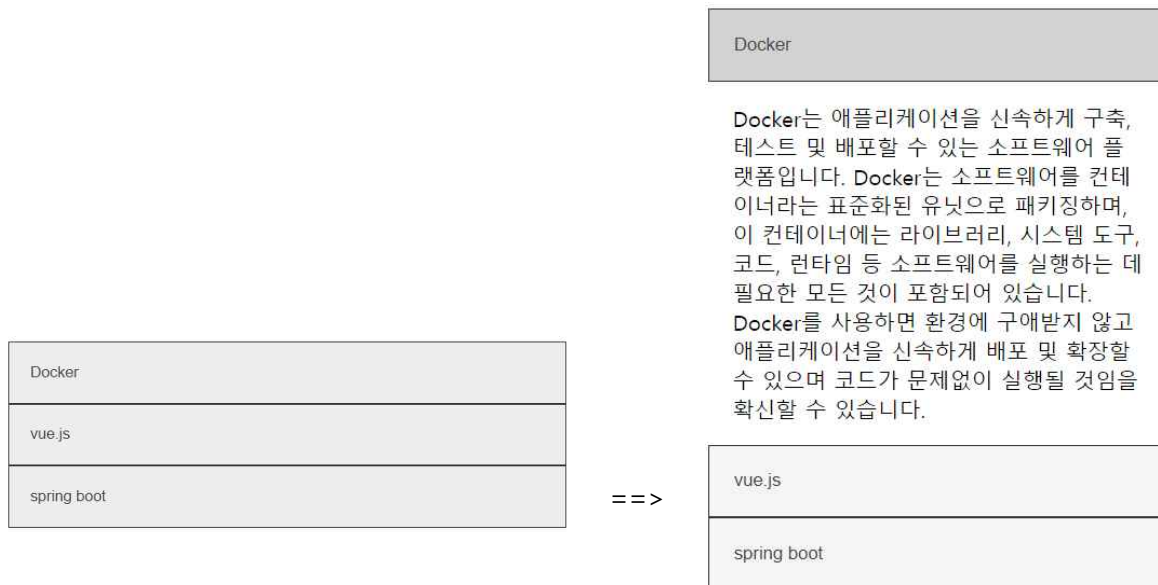 Docker
vue.js
spring boot
==>
Docker
Docker는 애플리케이션을 신속하게 구축,
테스트 및 배포할 수 있는 소프트웨어 플
랫폼입니다. Docker는 소프트웨어를 컨테
이너라는 표준화된 유닛으로 패키징하며,
이 컨테이너에는 라이브러리, 시스템 도구,
코드, 런타임 등 소프트웨어를 실행하는 데
필요한 모든 것이 포함되어 있습니다.
Docker를 사용하면 환경에 구애받지 않고
애플리케이션을 신속하게 배포 및 확장할
수 있으며 코드가 문제없이 실행될 것임을
확신할 수 있습니다.
vue.js
spring boot